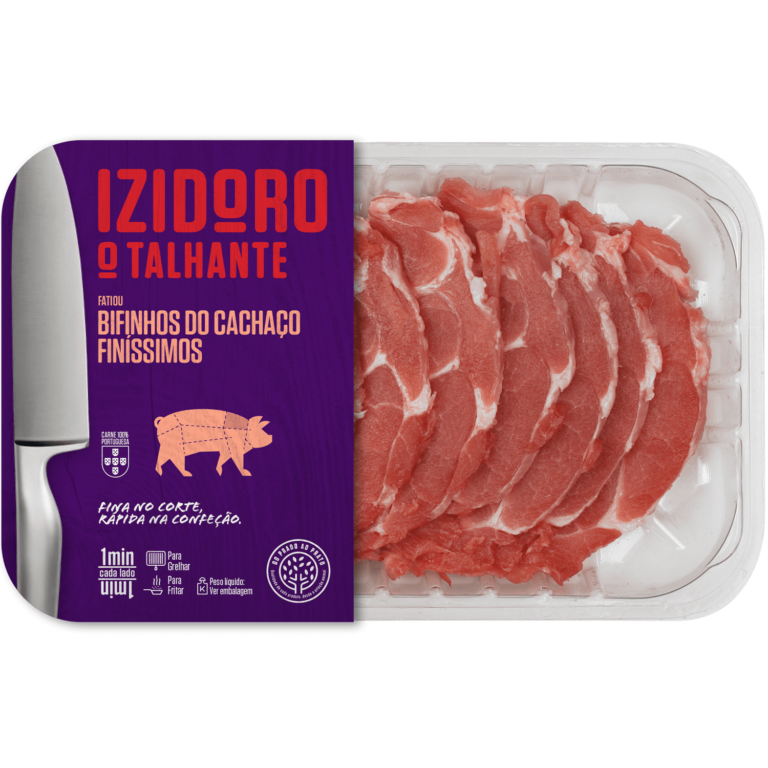 IZIDORO
O TALHANTE
FATIOU
BIFINHOS DO CACHAÇO
FINÍSSIMOS
CARNE 100%
PORTUGUESA
FINA NO CORTE,
RÁPIDA NA CONFEÇÃO.
1min
cada lado
1min
Para
Grelhar
Para
Fritar
Peso líquido:
Ver embalagem
DO PRADO AO PRATO